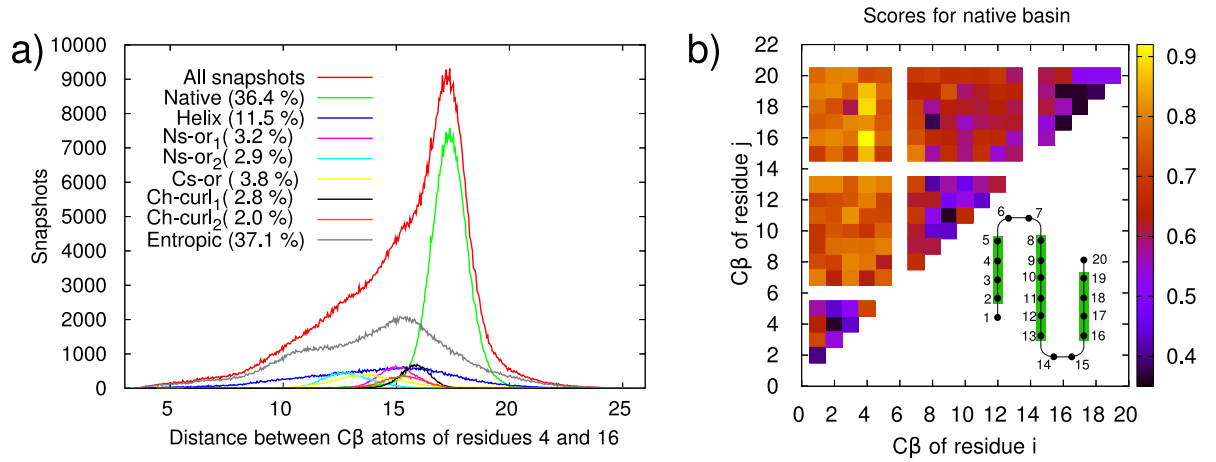 a)
10000
9000
8000
7000
6000
5000
4000
3000
2000
1000
0
Snapshots
All snapshots
Native (36.4 %)
Helix (11.5 %)
Ns-or1( 3.2 %)
Ns-or2( 2.9 %)
Cs-or ( 3.8 %)
Ch-curl1( 2.8 %)
Ch-curl2( 2.0 %)
Entropic (37.1 %)
5 10 15 20 25
Distance between Cβ atoms of residues 4 and 16
b)
Scores for native basin
22
20
18
16
14
12
10
8
6
4
2
0
Cβ of residue j
0 2 4 6 8 10 12 14 16 18 20
Cβ of residue i
0.9
0.8
0.7
0.6
0.5
0.4
6 7
5 8
4 9 20
3 10 19
2 11 18
1 12 17
13 16
14 15